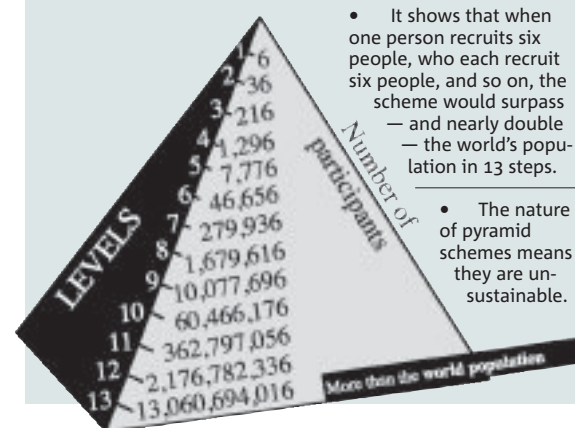 • It shows that when
one person recruits six
people, who each recruit
six people, and so on, the
scheme would surpass
— and nearly double
— the world's popu-
lation in 13 steps.
• The nature
of pyramid
schemes means
they are un-
sustainable.
LEVELS
Number of
participants
1 6
2 36
3 216
4 1,296
5 7,776
6 46,656
7 279,936
8 1,679,616
9 10,077,696
10 60,466,176
11 362,797,056
12 2,176,782,336
13 13,060,694,016
More than the world population